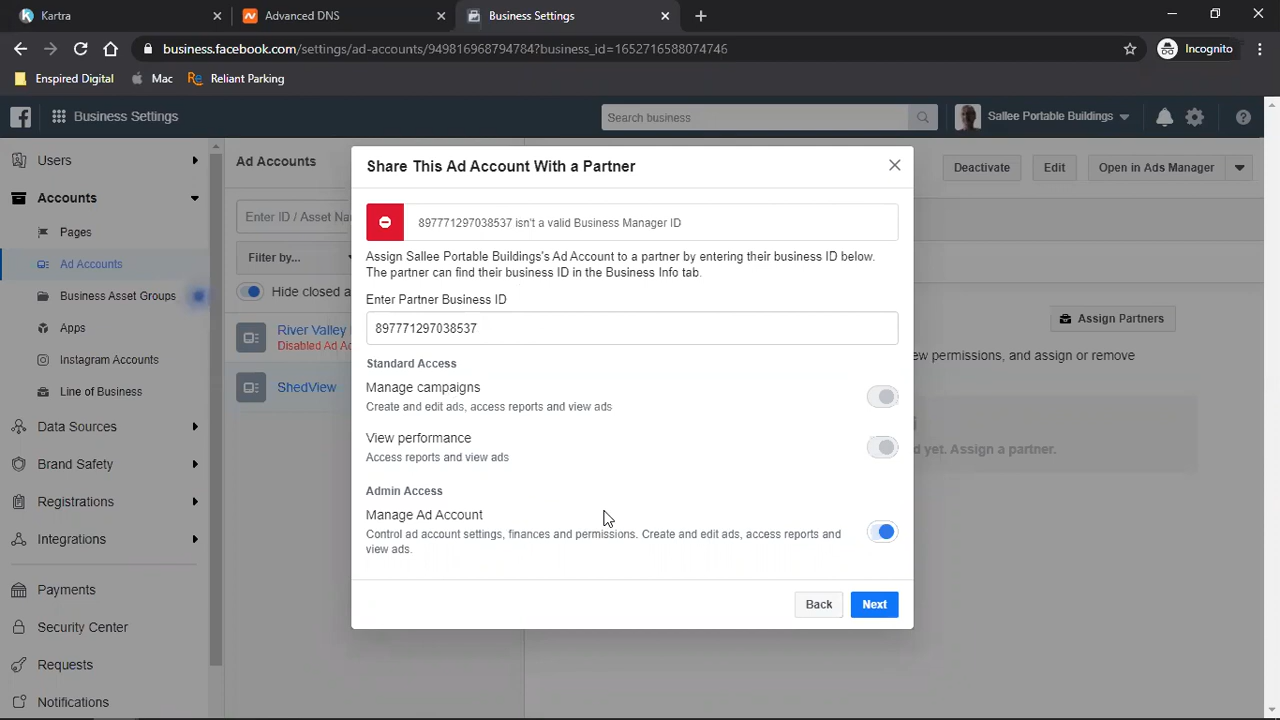 Kartra
Advanced DNS
Business Settings
business.facebook.com/settings/ad-accounts/949816968794784?business_id=1652716588074746
Incognito
Enspired Digital
Mac
Reliant Parking
Business Settings
Search business
Sallee Portable Buildings
Users
Accounts
Pages
Ad Accounts
Business Asset Groups
Apps
Instagram Accounts
Line of Business
Data Sources
Brand Safety
Registrations
Integrations
Payments
Security Center
Requests
Notifications
Ad Accounts
Enter ID / Asset Na
Filter by...
Hide closed a
River Valley
Disabled Ad Ac
ShedView
Share This Ad Account With a Partner
897771297038537 isn't a valid Business Manager ID
Assign Sallee Portable Buildings's Ad Account to a partner by entering their business ID below.
The partner can find their business ID in the Business Info tab.
Enter Partner Business ID
897771297038537
Standard Access
Manage campaigns
Create and edit ads, access reports and view ads
View performance
Access reports and view ads
Admin Access
Manage Ad Account
Control ad account settings, finances and permissions. Create and edit ads, access reports and
view ads.
Back
Next
Deactivate
Edit
Open in Ads Manager
Assign Partners
ew permissions, and assign or remove
d yet. Assign a partner.